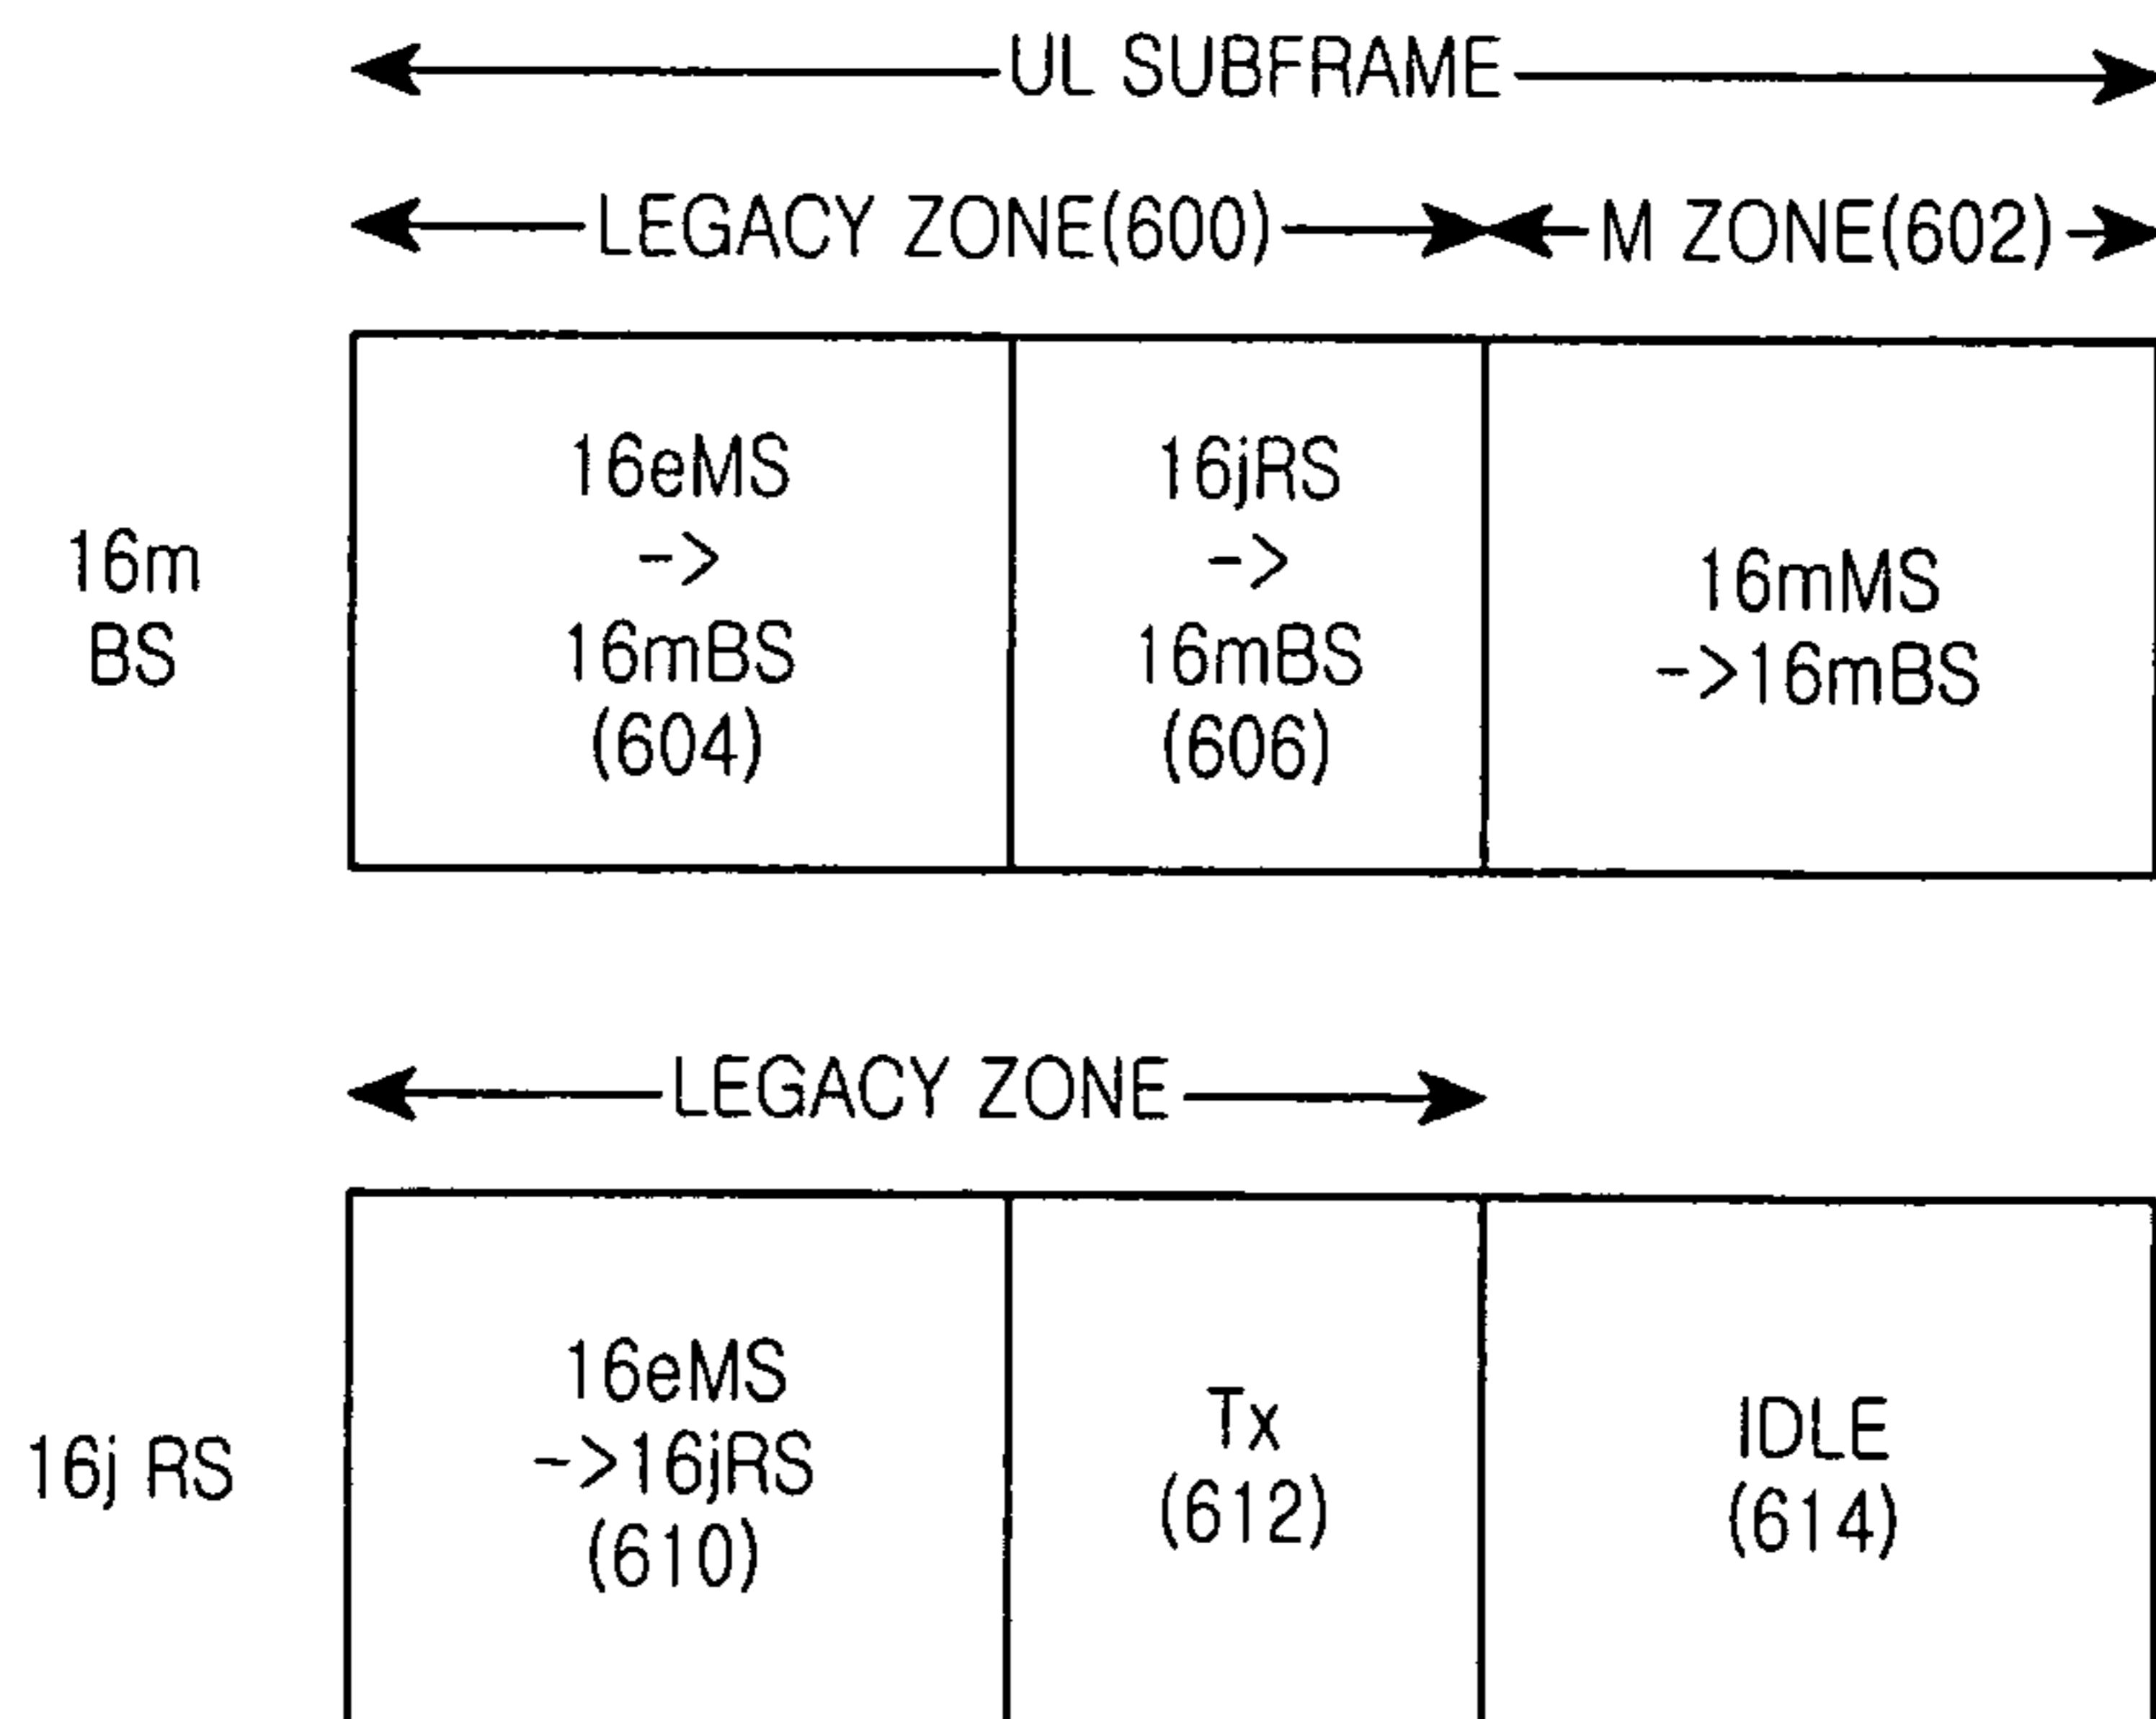 UL SUBFRAME
LEGACY ZONE(600)
M ZONE(602)
16m
BS
16eMS
->
16mBS
(604)
16jRS
->
16mBS
(606)
16mMS
->16mBS
LEGACY ZONE
16j RS
16eMS
->16jRS
(610)
Tx
(612)
IDLE
(614)